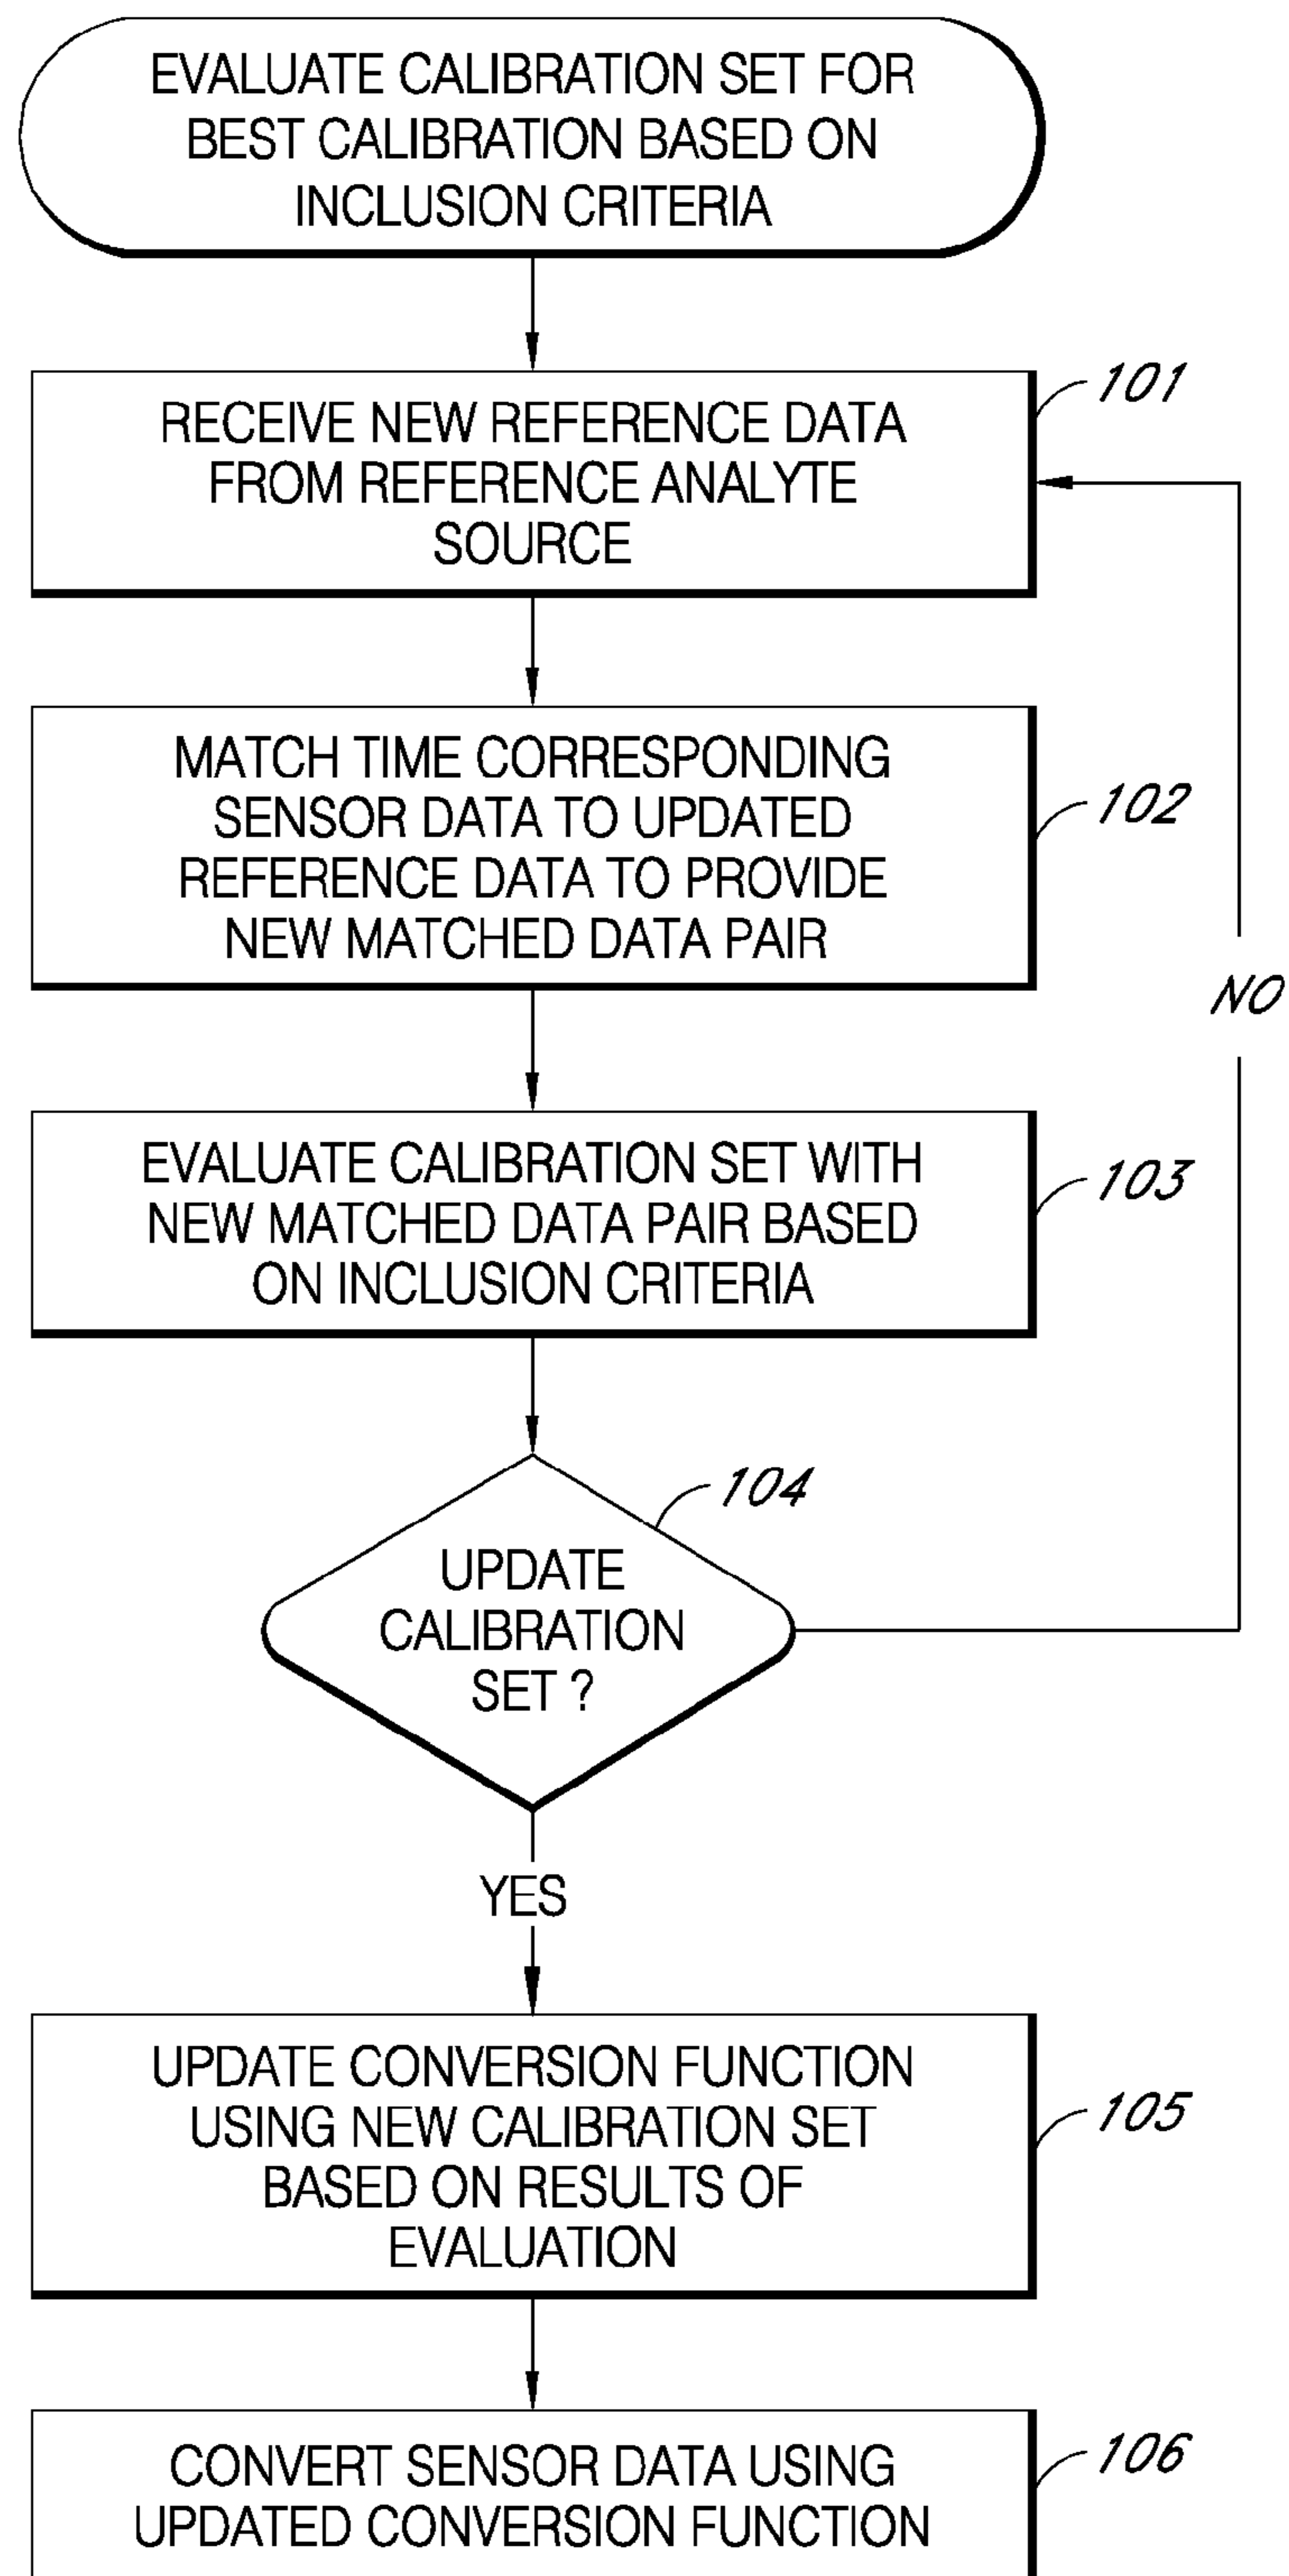 EVALUATE CALIBRATION SET FOR
BEST CALIBRATION BASED ON
INCLUSION CRITERIA
101
RECEIVE NEW REFERENCE DATA
FROM REFERENCE ANALYTE
SOURCE
102
MATCH TIME CORRESPONDING
SENSOR DATA TO UPDATED
REFERENCE DATA TO PROVIDE
NEW MATCHED DATA PAIR
NO
103
EVALUATE CALIBRATION SET WITH
NEW MATCHED DATA PAIR BASED
ON INCLUSION CRITERIA
104
UPDATE
CALIBRATION
SET ?
YES
105
UPDATE CONVERSION FUNCTION
USING NEW CALIBRATION SET
BASED ON RESULTS OF
EVALUATION
106
CONVERT SENSOR DATA USING
UPDATED CONVERSION FUNCTION